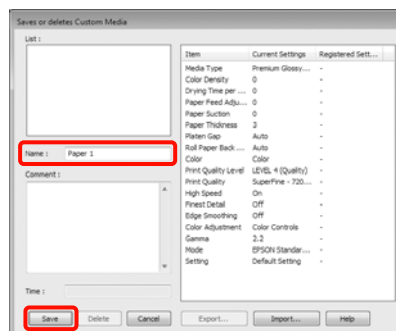 Saves or deletes Custom Media
List :
Item Current Settings Registered Sett...
Media Type Premium Glossy... -
Color Density 0 -
Drying Time per .... 0 -
Paper Feed Adju... 0 -
Paper Suction 0 -
Paper Thickness 3 -
Platen Gap Auto -
Roll Paper Back .... Auto -
Color Color -
Print Quality Level LEVEL 4 (Quality) -
Print Quality SuperFine - 720.... -
High Speed On -
Finest Detail Off -
Edge Smoothing Off -
Color Adjustment Color Controls -
Gamma 2.2 -
Mode EPSON Standar... -
Setting Default Setting -
Name : Paper 1
Comment :
Time :
Save Delete Cancel Export... Import... Help